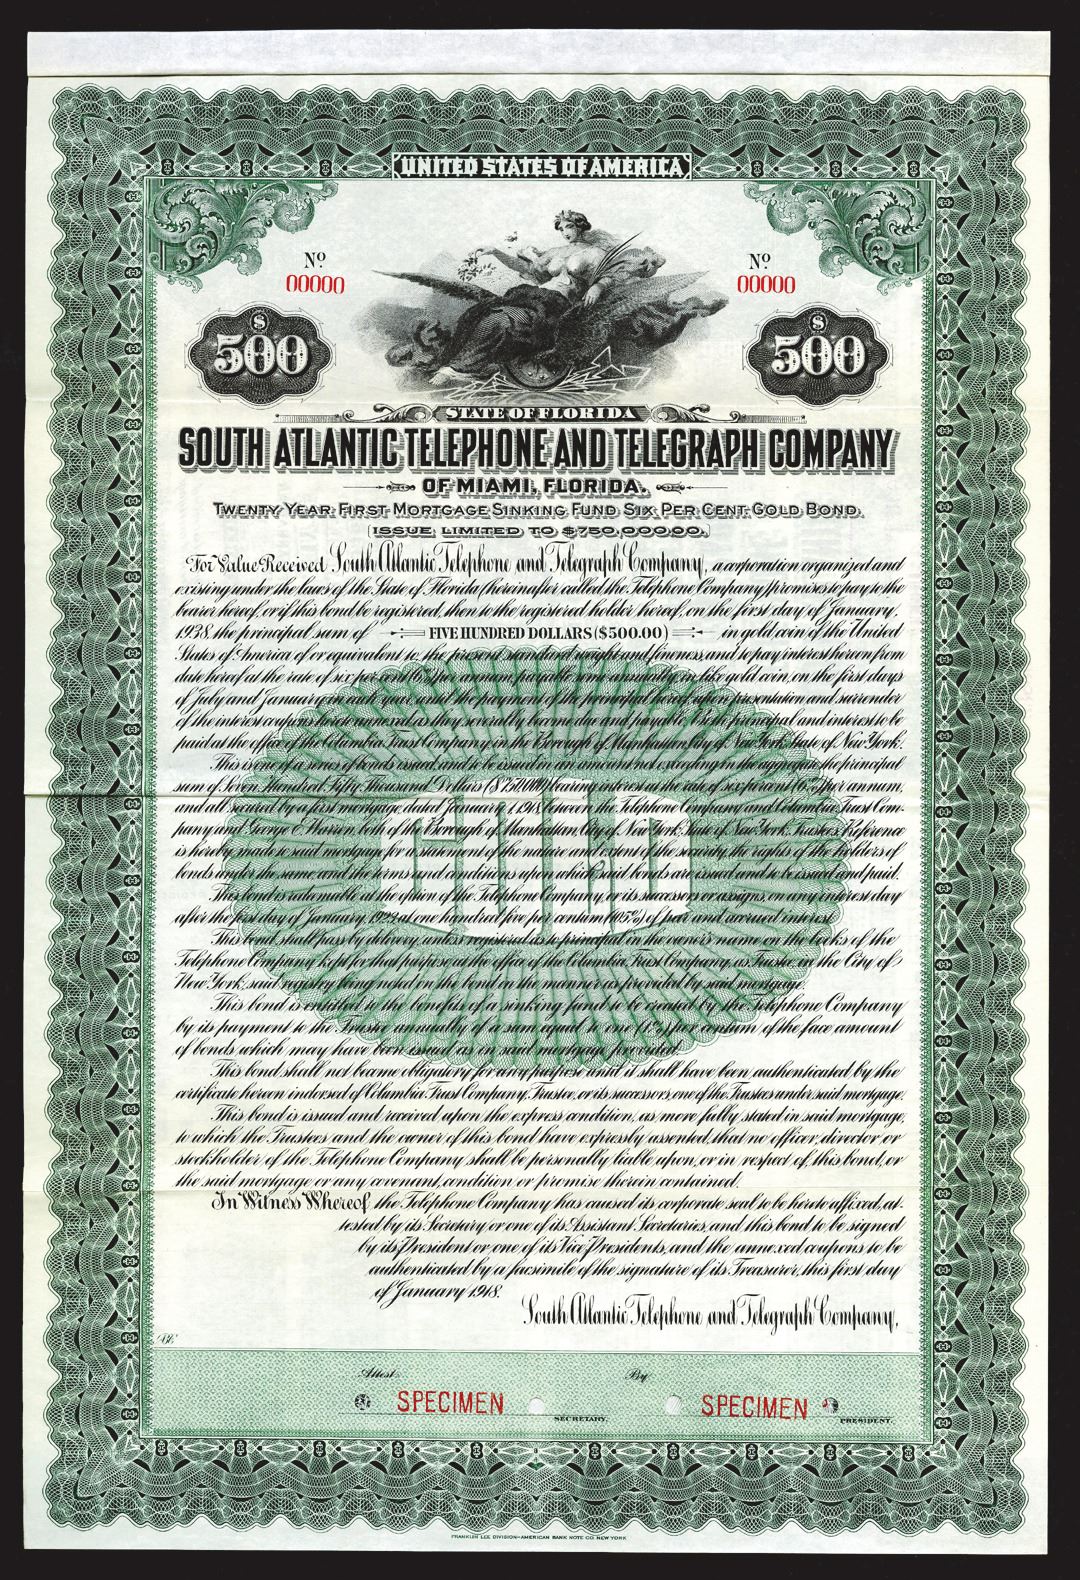 UNITED STATES OF AMERICA
Nº
00000
Nº
00000
$
500
$
500
STATE OF FLORIDA
SOUTH ATLANTIC TELEPHONE AND TELEGRAPH COMPANY
OF MIAMI, FLORIDA.
TWENTY YEAR FIRST MORTGAGE SINKING FUND SIX PER CENT. GOLD BOND.
ISSUE LIMITED TO $750,000.00.
For Value Received South Atlantic Telephone and Telegraph Company, a corporation organized and
existing under the laws of the State of Florida (hereinafter called the Telephone Company) promises to pay to the
bearer hereof, or if this bond be registered, then to the registered holder hereof, on the first day of January,
1938, the principal sum of FIVE HUNDRED DOLLARS ($500.00) in gold coin of the United
States of America of or equivalent to the present standard weight and fineness, and to pay interest hereon from
date hereof at the rate of six per cent (6%) per annum, payable semi-annually, in like gold coin, on the first days
of July and January in each year, until the payment of the principal hereof, upon presentation and surrender
of the interest coupons hereto annexed, as they severally become due and payable. Both principal and interest to be
paid at the office of the Columbia Trust Company, in the Borough of Manhattan, City of New York, State of New York.
This is one of a series of bonds issued, and to be issued in an amount not exceeding in the aggregate the principal
sum of Seven Hundred Fifty Thousand Dollars ($750,000) bearing interest at the rate of six per cent (6%) per annum,
and all secured by a first mortgage, dated January 1, 1918, between the Telephone Company and Columbia Trust Com-
pany and George E. Warren, both of the Borough of Manhattan, City of New York, State of New York, Trustees. Reference
is hereby made to said mortgage for a statement of the nature and extent of the security, the rights of the holders of
bonds under the same and the terms and conditions upon which said bonds are issued and to be issued and paid.
This bond is redeemable at the option of the Telephone Company, or its successors or assigns, on any interest day
after the first day of January, 1922, at one hundred five per centum (105%) of par and accrued interest.
This bond shall pass by delivery, unless registered as to principal in the owner's name on the books of the
Telephone Company kept for that purpose at the office of the Columbia Trust Company, as Trustee, in the City of
New York, said registry being noted on the bond in the manner as provided by said mortgage.
This bond is entitled to the benefits of a sinking fund to be created by the Telephone Company
by its payment to the Trustee annually of a sum equal to one (1%) per centum of the face amount
of bonds which may have been issued as in said mortgage provided.
This bond shall not become obligatory for any purpose until it shall have been authenticated by the
certificate hereon indorsed of Columbia Trust Company, Trustee, or its successors, one of the Trustees under said mortgage.
This bond is issued and received upon the express condition, as more fully stated in said mortgage,
to which the Trustees and the owner of this bond have expressly assented, that no officer, director or
stockholder of the Telephone Company shall be personally liable upon, or in respect of, this bond, or
the said mortgage or any covenant, condition or promise therein contained.
In Witness Whereof the Telephone Company has caused its corporate seal to be hereto affixed, at-
tested by its Secretary or one of its Assistant Secretaries, and this bond to be signed
by its President or one of its Vice Presidents, and the annexed coupons to be
authenticated by a facsimile of the signature of its Treasurer, this first day
of January 1918.
South Atlantic Telephone and Telegraph Company,
Attest:
By
SPECIMEN
SECRETARY.
SPECIMEN
PRESIDENT.
GOLD
FRANKLIN LEE DIVISION-AMERICAN BANK NOTE CO. NEW YORK